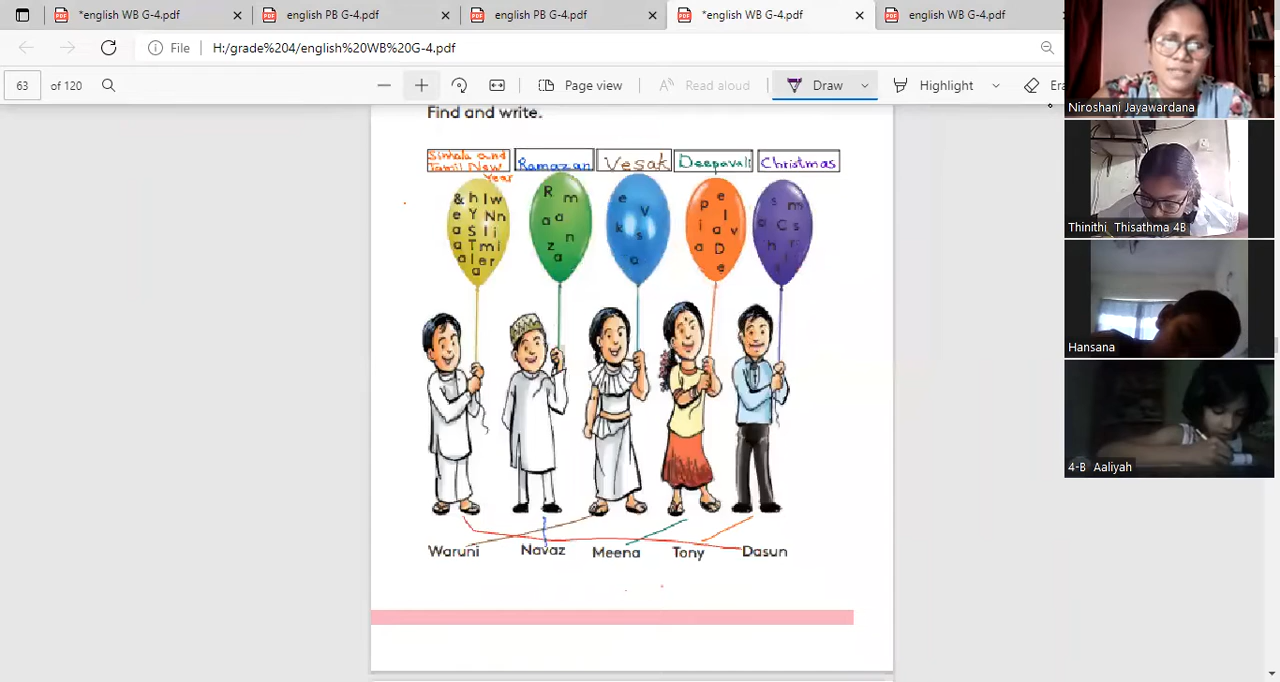 *english WB G-4.pdf
english PB G-4.pdf
english PB G-4.pdf
*english WB G-4.pdf
english WB G-4.pdf
File
H:/grade%204/english%20WB%20G-4.pdf
63 of 120
Page view
Read aloud
Draw
Highlight
Niroshani Jayawardana
Thinithi Thisathma 4B
Hansana
4-B Aaliyah
Find and write.
Sinhala and Tamil New Year
Ramazan
Vesak
Deepavali
Christmas
& h l w
e Y N n
a S l i
a T m i
a l e r
a
R m
a a
z n
a
e V
k s
a
p e
l
i a v
a D
e
Waruni
Navaz
Meena
Tony
Dasun